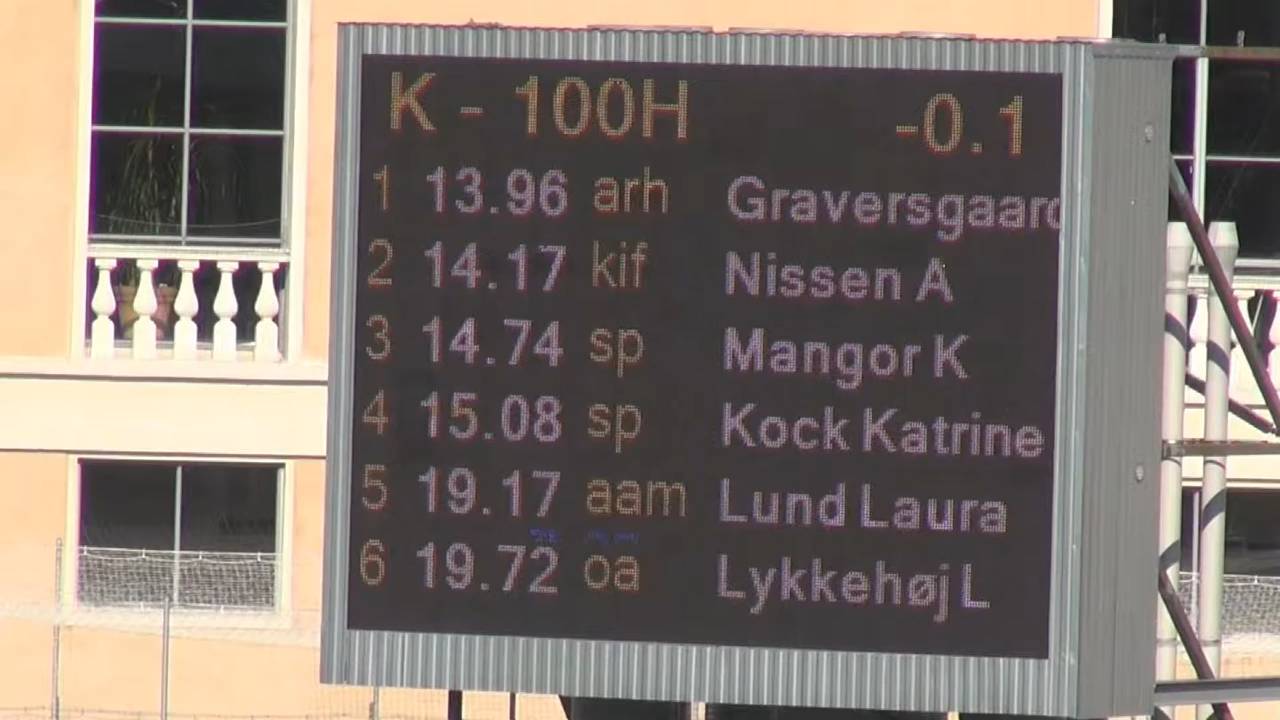 K - 100H -0.1
1 13.96 arh Graversgaard
2 14.17 kif Nissen A
3 14.74 sp Mangor K
4 15.08 sp Kock Katrine
5 19.17 aam Lund Laura
6 19.72 oa Lykkehøj L